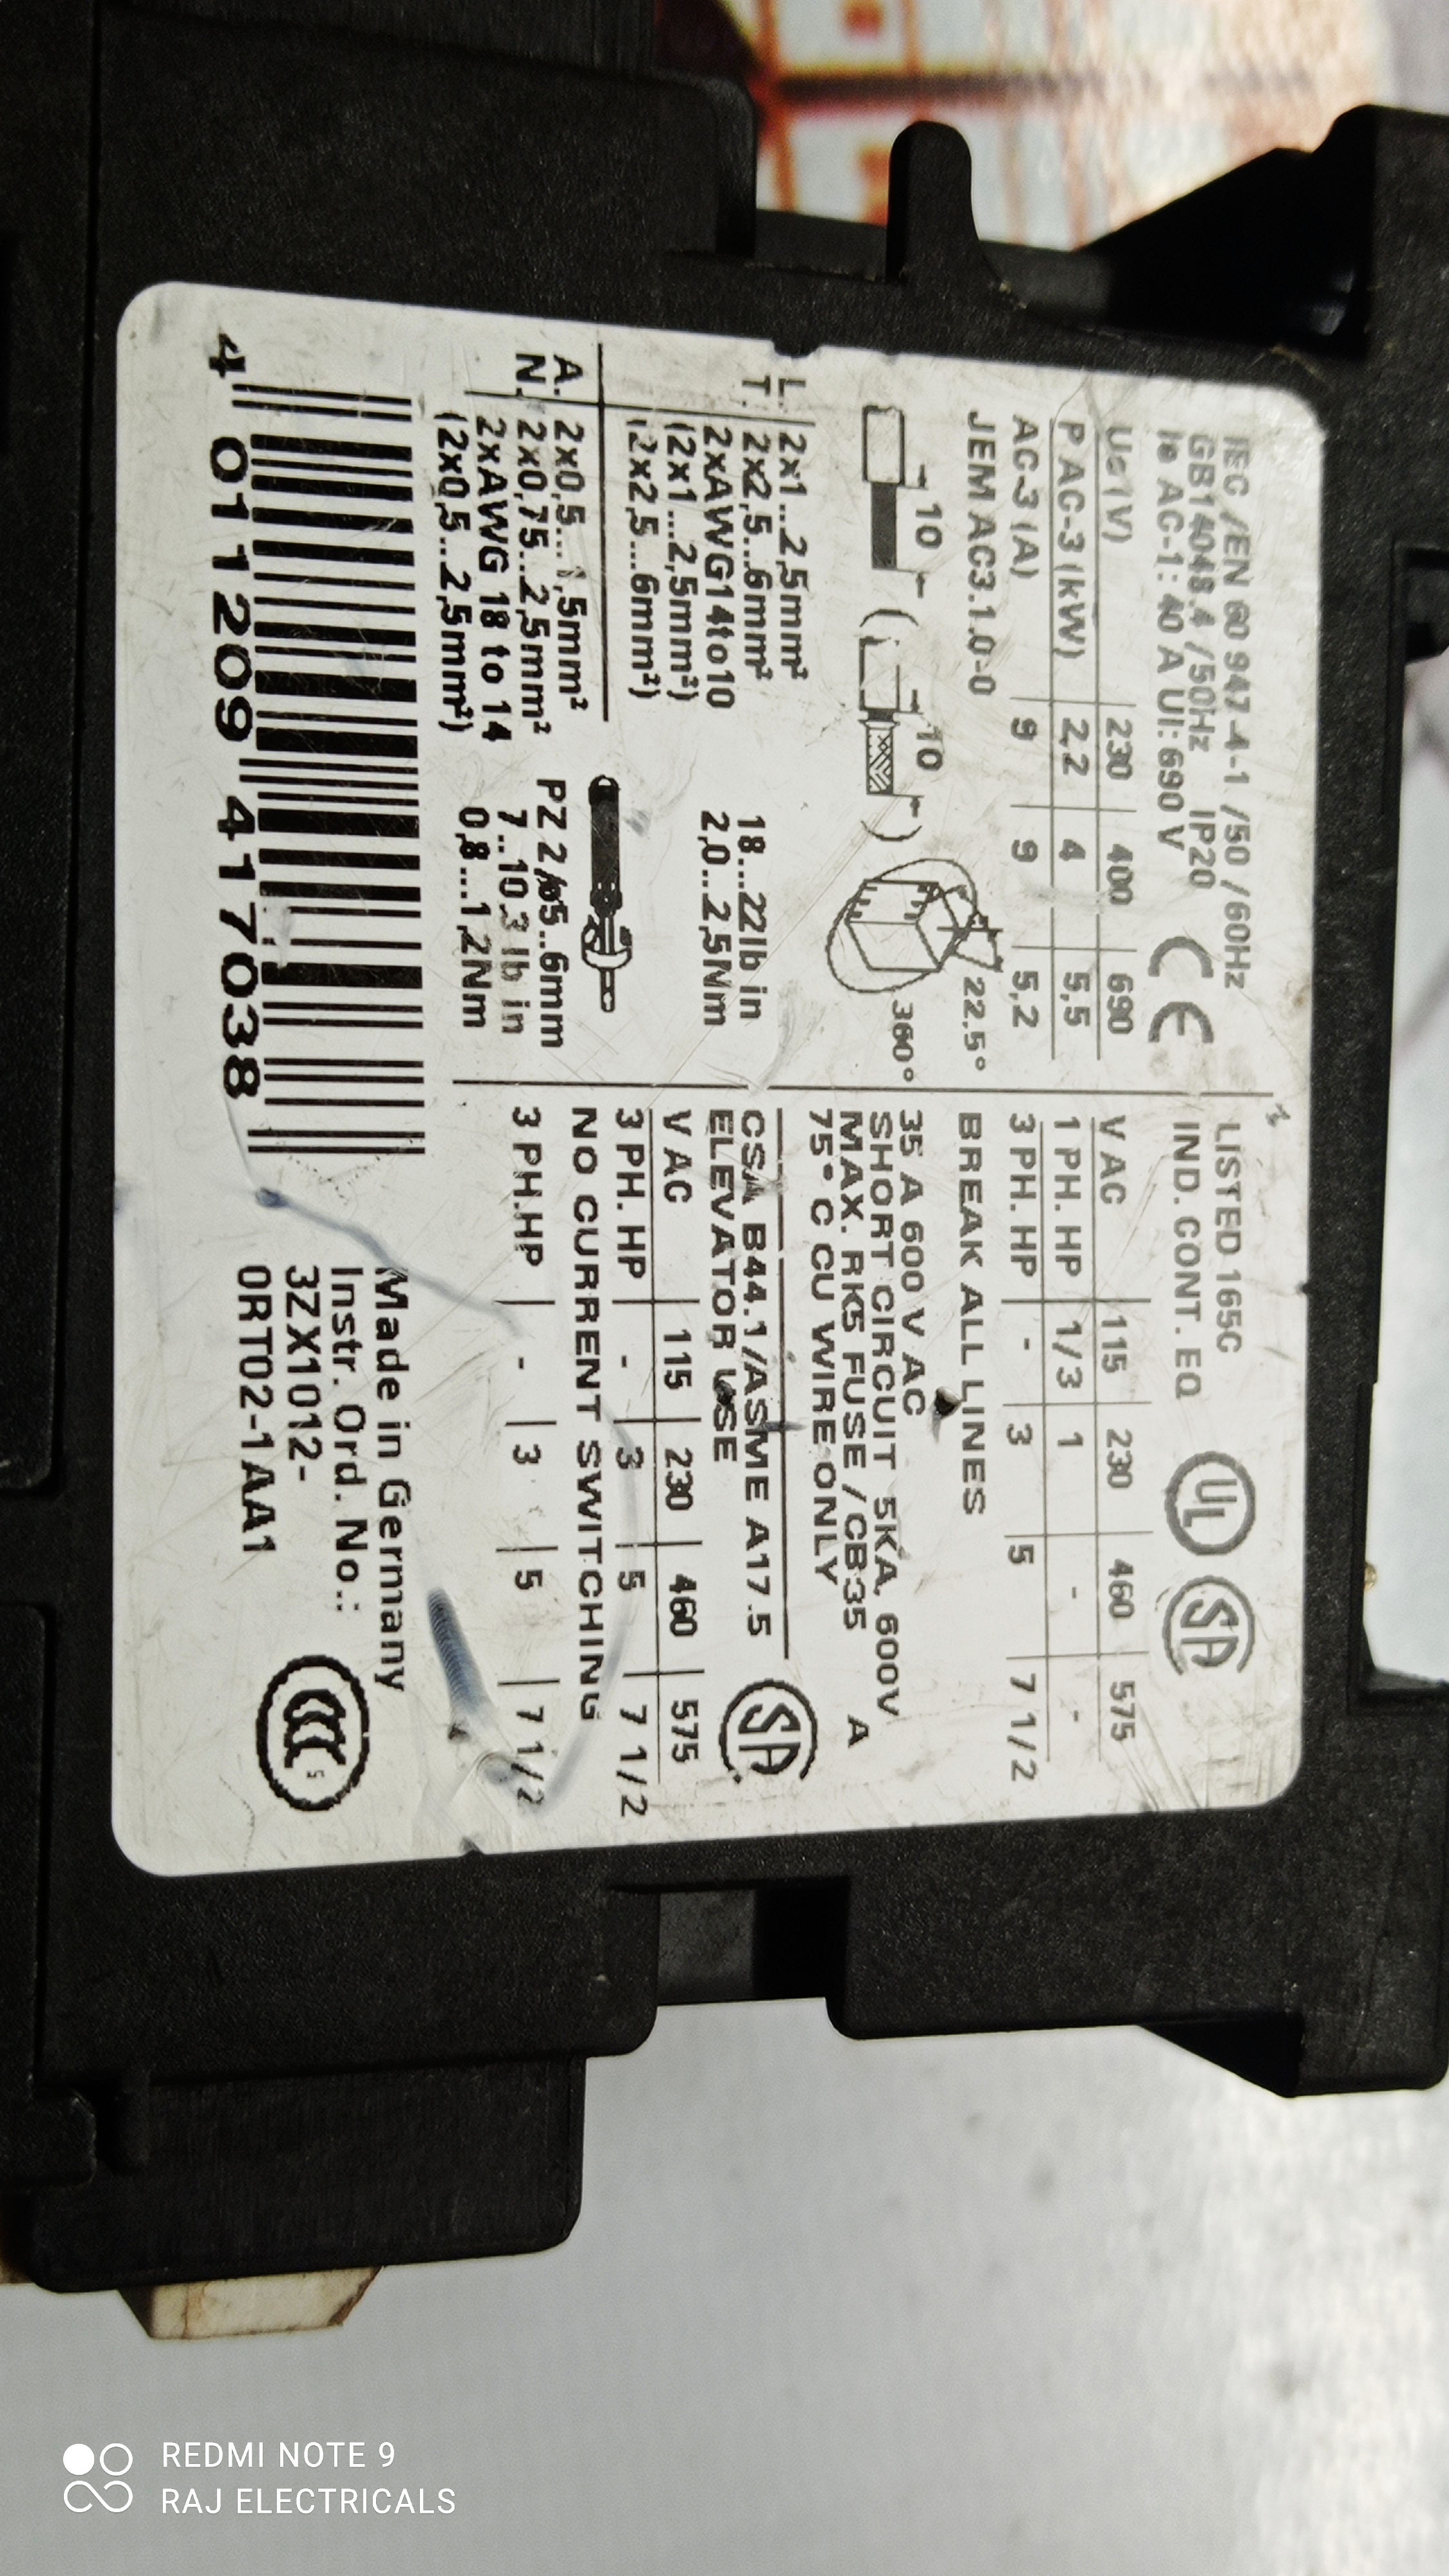 IEC/EN 60 947-4-1 /50/60Hz
GB14048.4 /50Hz IP20
Ie AC-1: 40 A UI: 690 V
CE
Ue(V) 230 400 690
P AC-3(kW) 2,2 4 5,5
AC-3(A) 9 9 5,2
JEM AC3.1.0-0
22.5°
10 ( 10 ) 360°
L. 2x1...2,5mm²
T. 2x2,5...6mm² 18...22lb in
2xAWG14to10 2,0...2,5Nm
(2x1...2,5mm²)
(2x2,5...6mm²)
A. 2x0,5...1,5mm² PZ 2/ø5..6mm
N. 2x0,75..2,5mm² 7..10,3 lb in
2xAWG 18 to 14 0,8...1,2Nm
(2x0,5..2,5mm²)
4 011209 417038
LISTED 165C
IND. CONT. EQ
UL SA
V AC 115 230 460 575
1 PH. HP 1/3 1 - -
3 PH. HP - 3 5 7 1/2
BREAK ALL LINES
35 A 600 V AC
SHORT CIRCUIT 5KA, 600V
MAX. RK5 FUSE/CB35 A
75°C CU WIRE ONLY
CSA B44.1/ASME A17.5
ELEVATOR USE
SA
V AC 115 230 460 575
3 PH. HP - 3 5 7 1/2
NO CURRENT SWITCHING
3 PH.HP - 3 5 7 1/2
Made in Germany
Instr. Ord. No.:
3ZX1012-
0RT02-1AA1
CCC S
REDMI NOTE 9
RAJ ELECTRICALS